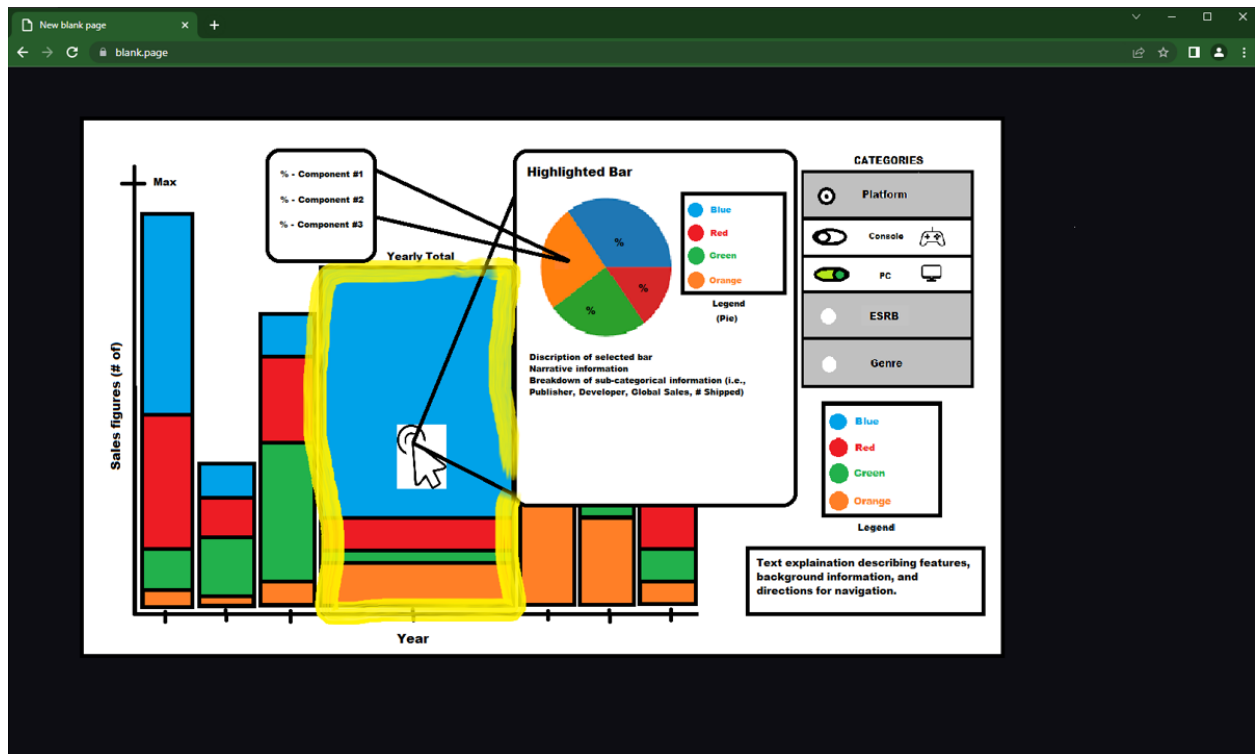 New blank page
blank.page
Max
% - Component #1
% - Component #2
% - Component #3
Yearly Total
Sales figures (# of)
Year
Highlighted Bar
%
%
%
Blue
Red
Green
Orange
Legend
(Pie)
Discription of selected bar
Narrative information
Breakdown of sub-categorical information (i.e.,
Publisher, Developer, Global Sales, # Shipped)
CATEGORIES
Platform
Console
PC
ESRB
Genre
Blue
Red
Green
Orange
Legend
Text explaination describing features,
background information, and
directions for navigation.